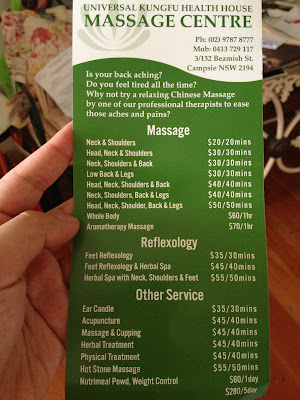 UNIVERSAL KUNGFU HEALTH HOUSE
MASSAGE CENTRE
Ph: (02) 9787 8777
Mob: 0413 729 117
3/132 Beamish St.
Campsie NSW 2194
Is your back aching?
Do you feel tired all the time?
Why not try a relaxing Chinese Massage
by one of our professional therapists to ease
those aches and pains?
Massage
Neck & Shoulders $20/20mins
Head, Neck & Shoulders $30/30mins
Neck, Shoulders & Back $30/30mins
Low Back & Legs $30/30mins
Head, Neck, Shoulders & Back $40/40mins
Neck, Shoulders, Back & Legs $40/40mins
Head, Neck, Shoulder, Back & Legs $50/50mins
Whole Body $60/1hr
Aromatherapy Massage $70/1hr
Reflexology
Feet Reflexology $35/30mins
Feet Reflexology & Herbal Spa $45/40mins
Herbal Spa with Neck, Shoulders & Feet $55/50mins
Other Service
Ear Candle $35/30mins
Acupuncture $45/40mins
Massage & Cupping $45/40mins
Herbal Treatment $45/40mins
Physical Treatment $45/40mins
Hot Stone Massage $55/50mins
Nutrimeal Powd, Weight Control $60/1day
$280/5day